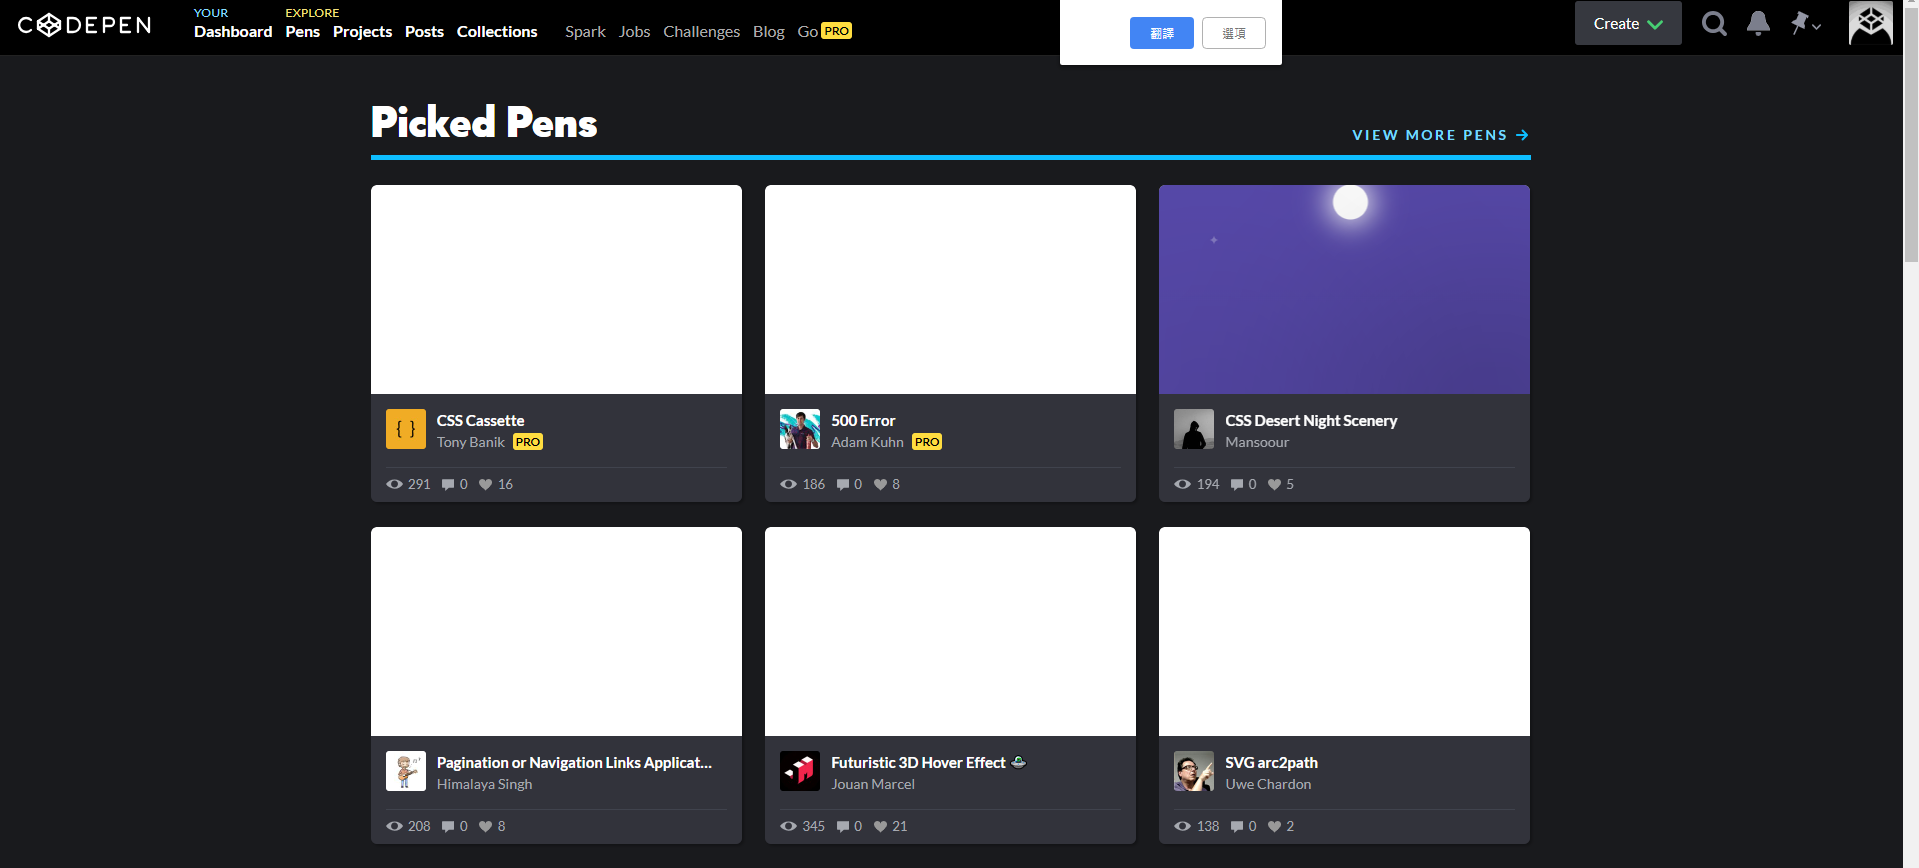 CODEPEN
YOUR
Dashboard
EXPLORE
Pens Projects Posts Collections
Spark Jobs Challenges Blog Go PRO
翻譯 選項
Create
Picked Pens
VIEW MORE PENS →
{ }
CSS Cassette
Tony Banik PRO
291 0 16
500 Error
Adam Kuhn PRO
186 0 8
CSS Desert Night Scenery
Mansoour
194 0 5
Pagination or Navigation Links Applicat...
Himalaya Singh
208 0 8
Futuristic 3D Hover Effect 🛸
Jouan Marcel
345 0 21
SVG arc2path
Uwe Chardon
138 0 2